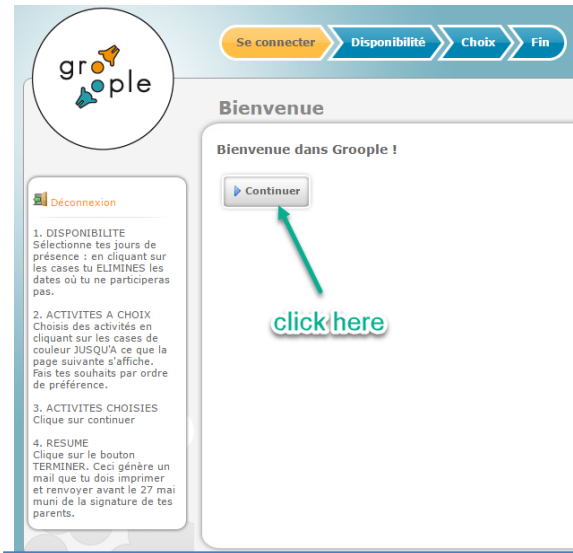 groople
Se connecter
Disponibilité
Choix
Fin
Bienvenue
Bienvenue dans Groople !
Continuer
click here
Déconnexion
1. DISPONIBILITE
Sélectionne tes jours de
présence : en cliquant sur
les cases tu ELIMINES les
dates où tu ne participeras
pas.
2. ACTIVITES A CHOIX
Choisis des activités en
cliquant sur les cases de
couleur JUSQU'A ce que la
page suivante s'affiche.
Fais tes souhaits par ordre
de préférence.
3. ACTIVITES CHOISIES
Clique sur continuer
4. RESUME
Clique sur le bouton
TERMINER. Ceci génère un
mail que tu dois imprimer
et renvoyer avant le 27 mai
muni de la signature de tes
parents.